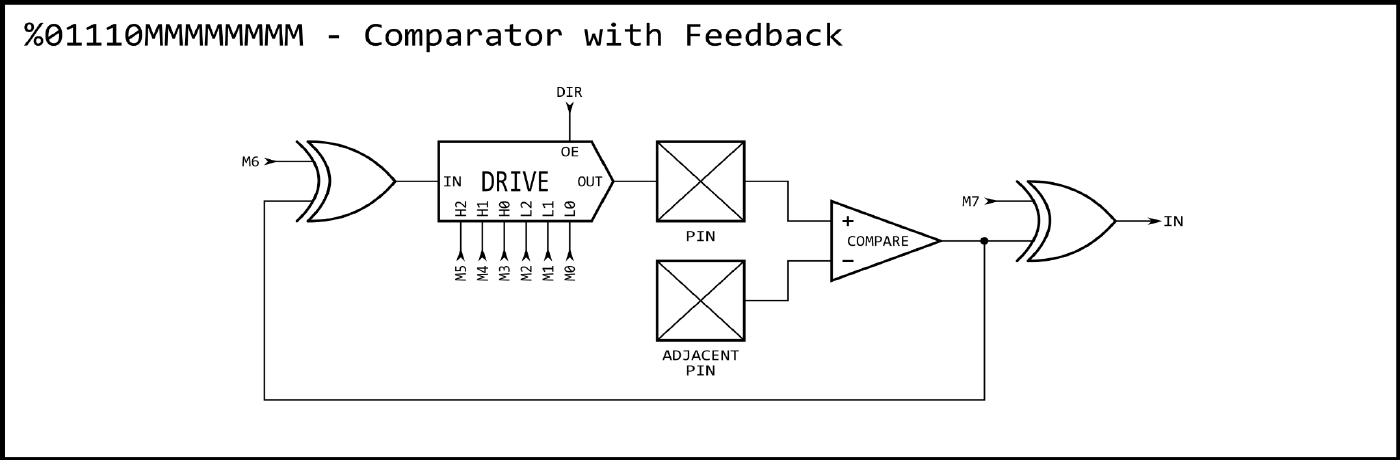 %01110MMMMMMMM - Comparator with Feedback
DIR
M6
OE
IN
DRIVE
OUT
H2
H1
H0
L2
L1
L0
M5
M4
M3
M2
M1
M0
PIN
ADJACENT
PIN
+
COMPARE
−
M7
IN